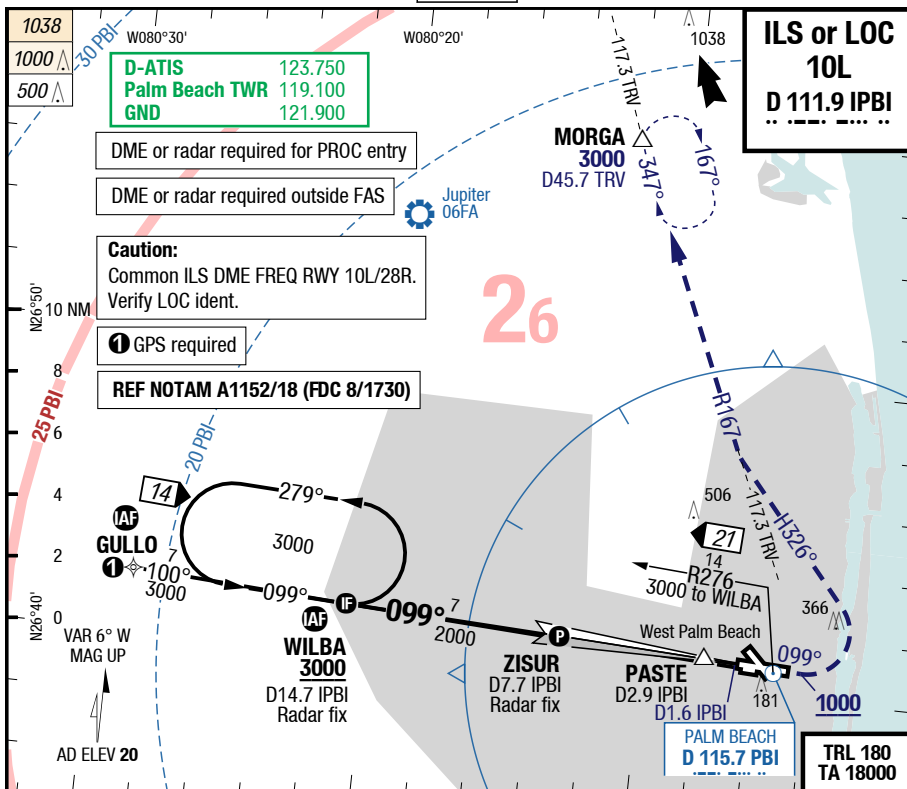 1038
1000
500
W080°30'
W080°20'
30 PBI
117.3 TRV
1038
ILS or LOC
10L
D 111.9 IPBI
D-ATIS 123.750
Palm Beach TWR 119.100
GND 121.900
DME or radar required for PROC entry
DME or radar required outside FAS
Jupiter
06FA
MORGA
3000
D45.7 TRV
347°
167°
Caution:
Common ILS DME FREQ RWY 10L/28R.
Verify LOC ident.
1 GPS required
REF NOTAM A1152/18 (FDC 8/1730)
N26°50'
10 NM
8
6
4
2
0
N26°40'
26
25 PBI
20 PBI
R167
117.3 TRV
H326°
14
279°
3000
IAF
GULLO
1
7
100°
3000
099°
IAF
IF
WILBA
3000
D14.7 IPBI
Radar fix
099°
7
2000
P
ZISUR
D7.7 IPBI
Radar fix
506
21
14
R276
3000 to WILBA
366
West Palm Beach
PASTE
D2.9 IPBI
D1.6 IPBI
181
099°
1000
VAR 6° W
MAG UP
AD ELEV 20
PALM BEACH
D 115.7 PBI
TRL 180
TA 18000